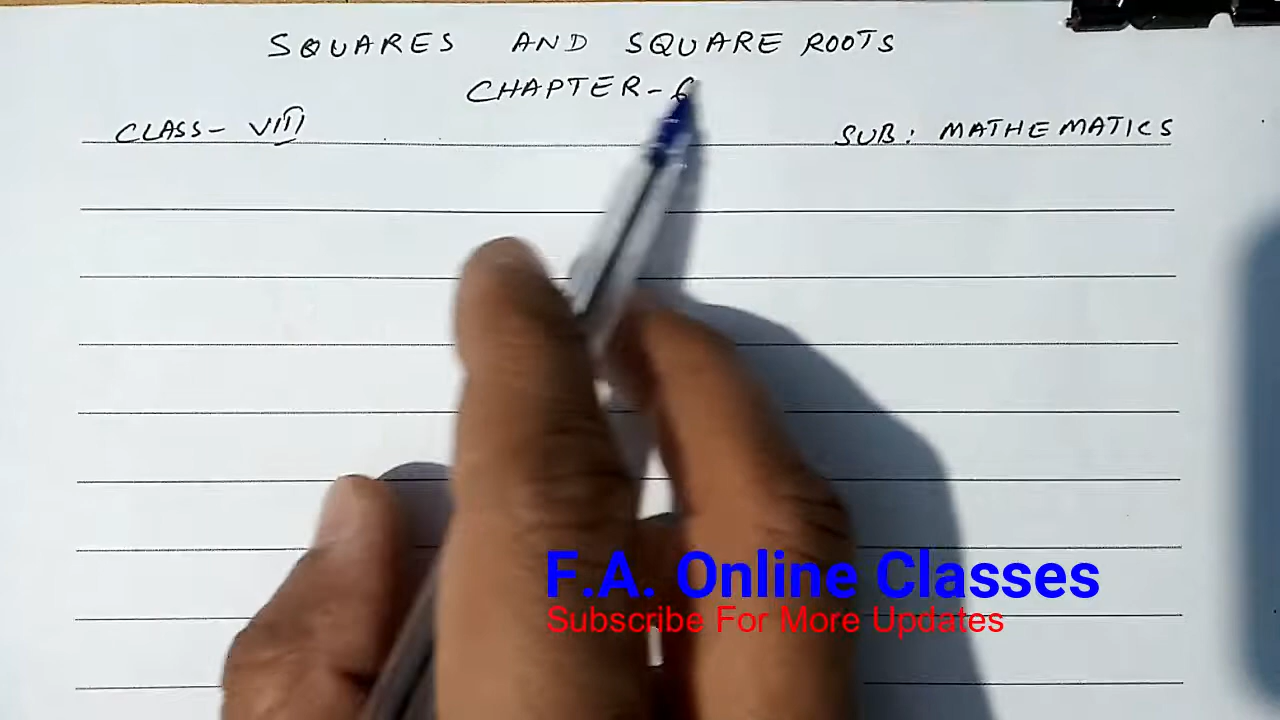 SQUARES AND SQUARE ROOTS
CHAPTER-6
CLASS- VIII
SUB: MATHEMATICS
F.A. Online Classes
Subscribe For More Updates